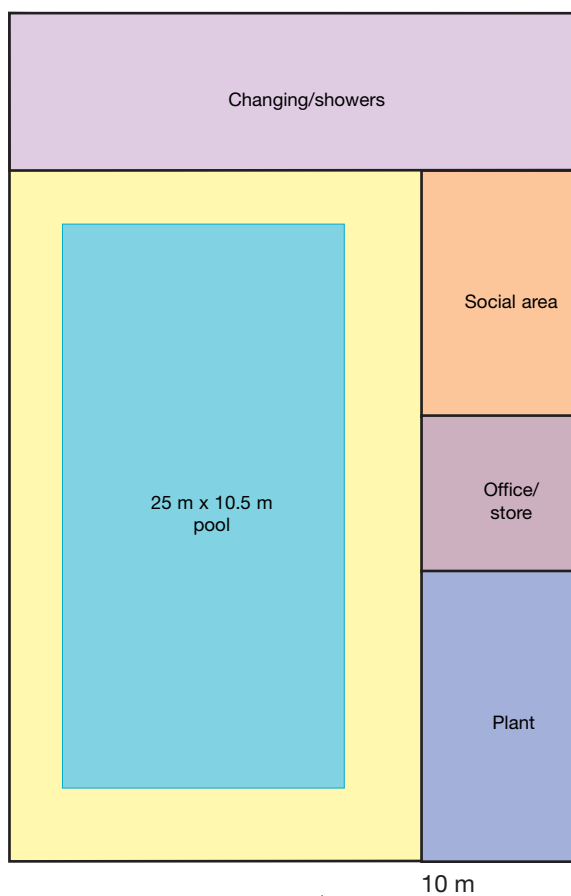 Changing/showers
Social area
Office/
store
25 m x 10.5 m
pool
Plant
10 m